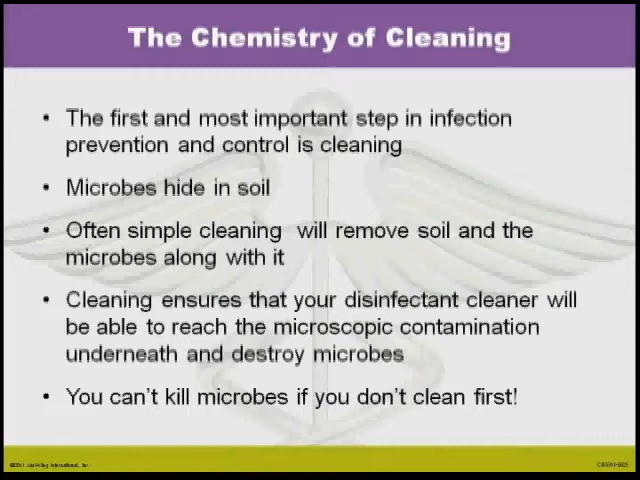 The Chemistry of Cleaning
• The first and most important step in infection
prevention and control is cleaning
• Microbes hide in soil
• Often simple cleaning will remove soil and the
microbes along with it
• Cleaning ensures that your disinfectant cleaner will
be able to reach the microscopic contamination
underneath and destroy microbes
• You can't kill microbes if you don't clean first!